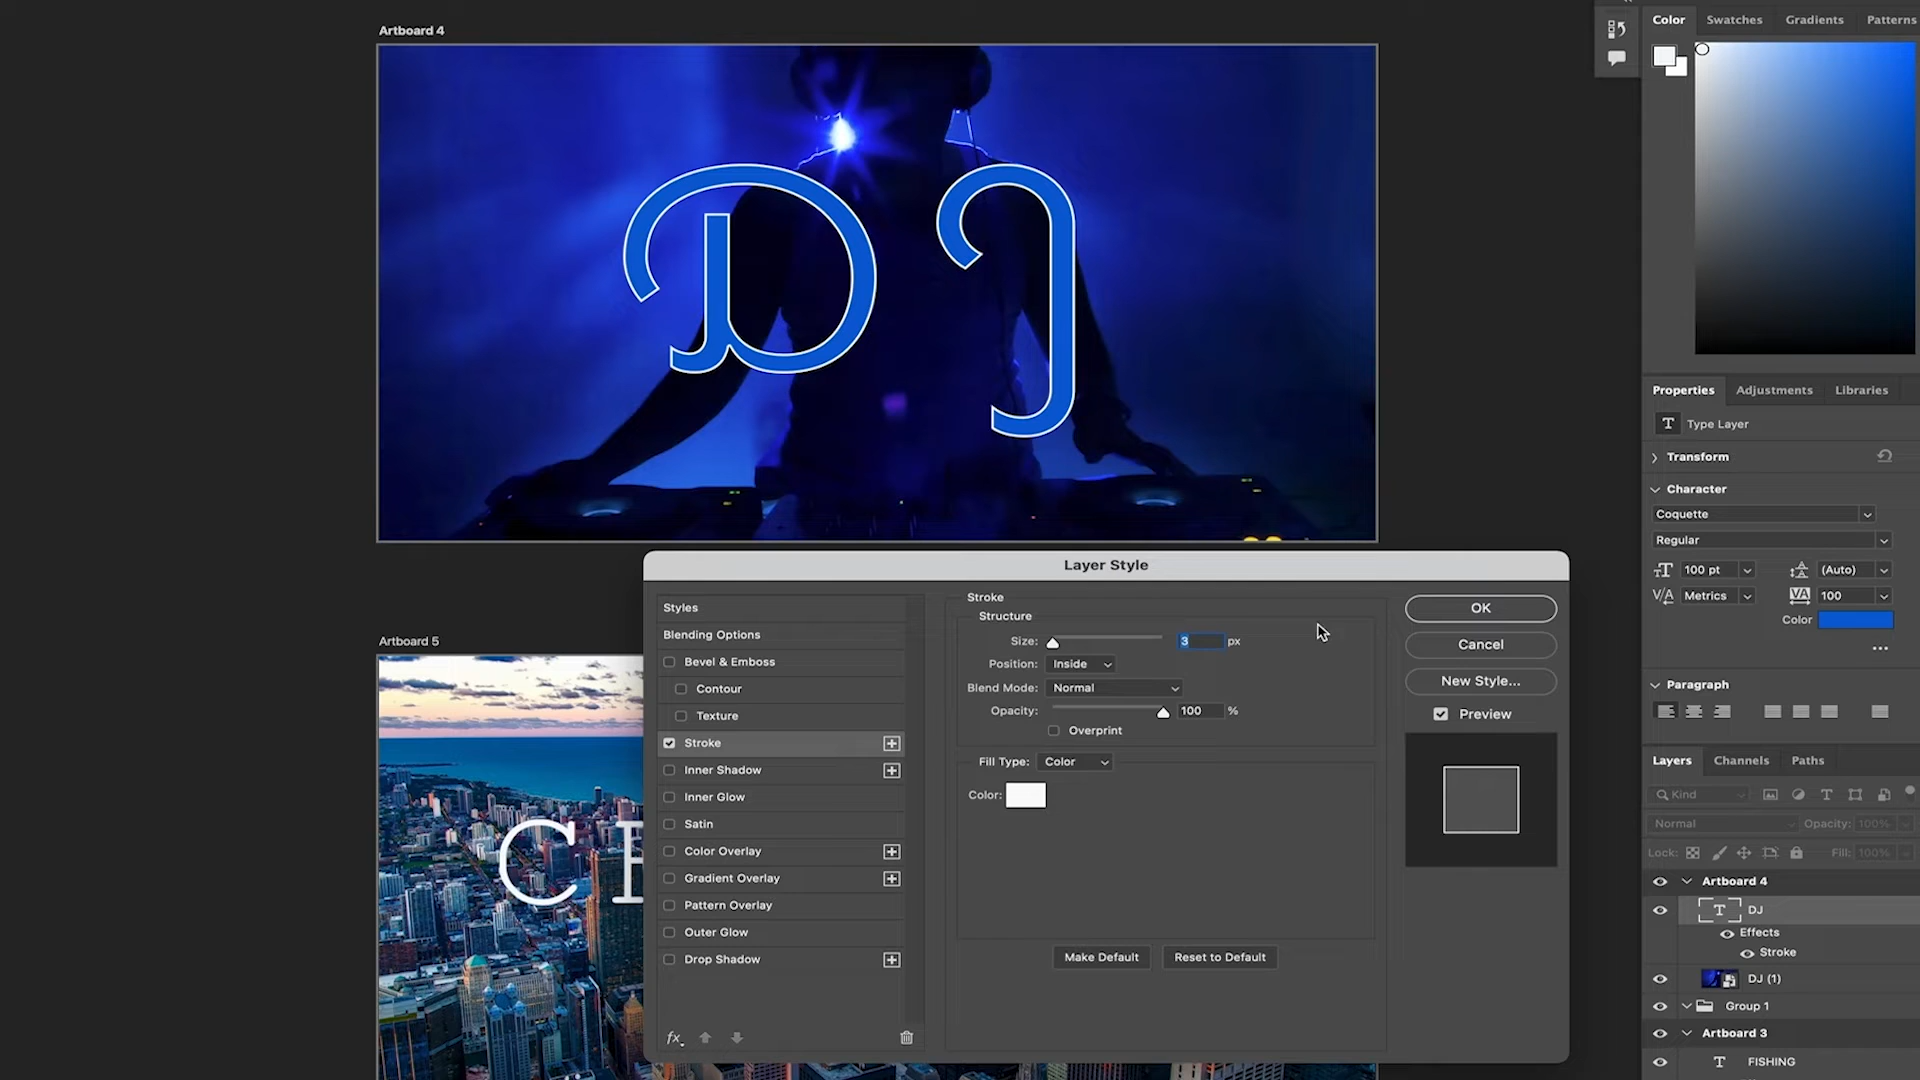 Artboard 4
DJ
Artboard 5
C
Layer Style
Styles
Blending Options
Bevel & Emboss
Contour
Texture
Stroke
Inner Shadow
Inner Glow
Satin
Color Overlay
Gradient Overlay
Pattern Overlay
Outer Glow
Drop Shadow
fx
Stroke
Structure
Size: 3 px
Position: Inside
Blend Mode: Normal
Opacity: 100 %
Overprint
Fill Type: Color
Color:
Make Default Reset to Default
OK
Cancel
New Style...
Preview
Color Swatches Gradients Patterns
Properties Adjustments Libraries
T Type Layer
Transform
Character
Coquette
Regular
100 pt (Auto)
Metrics 100
Color
Paragraph
Layers Channels Paths
Kind
Normal Opacity: 100%
Lock: Fill: 100%
Artboard 4
T DJ
Effects
Stroke
DJ (1)
Group 1
Artboard 3
T FISHING